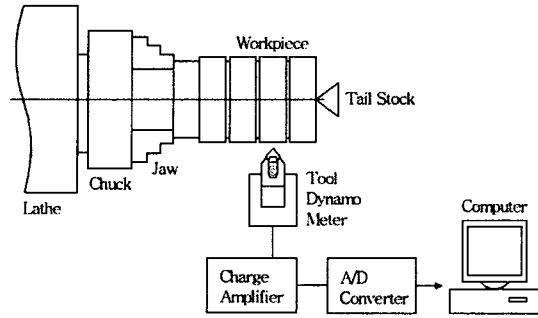 Workpiece
Tail Stock
Jaw
Chuck
Lathe
Tool
Dynamo
Meter
Computer
Charge
Amplifier
A/D
Converter